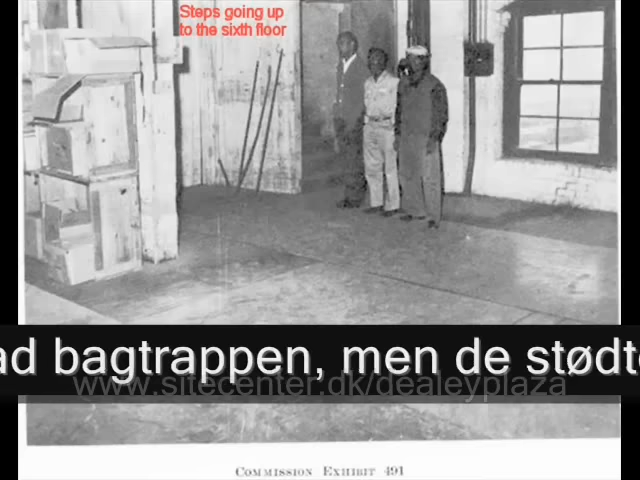 Steps going up
to the sixth floor
ad bagtrappen, men de stødte
www.sitecenter.dk/dealeyplaza
COMMISSION EXHIBIT 491